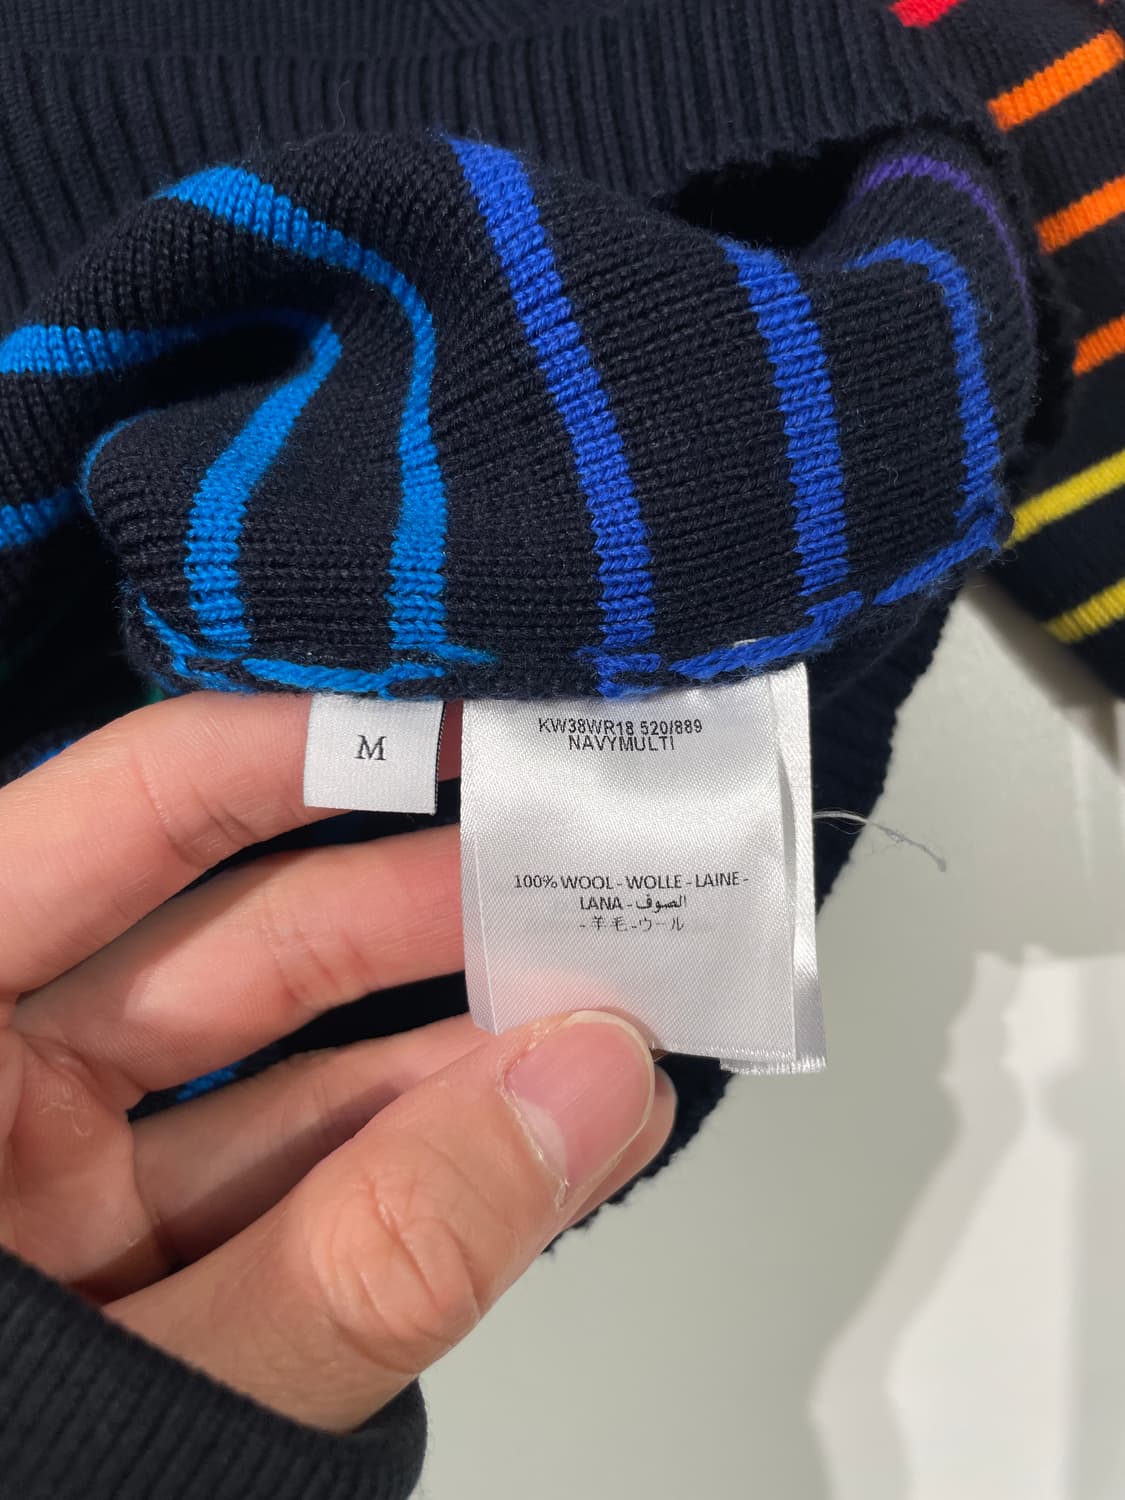 M
KW38WR18 520/889
NAVYMULTI
100% WOOL - WOLLE - LAINE -
LANA - الصوف
- 羊毛 - ウール